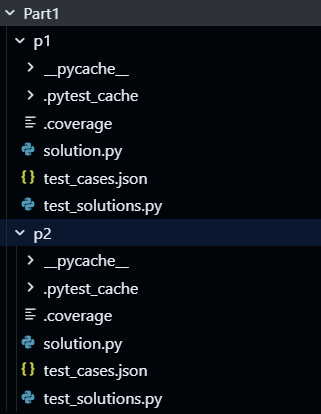 Part1
p1
__pycache__
.pytest_cache
.coverage
solution.py
{} test_cases.json
test_solutions.py
p2
__pycache__
.pytest_cache
.coverage
solution.py
{} test_cases.json
test_solutions.py